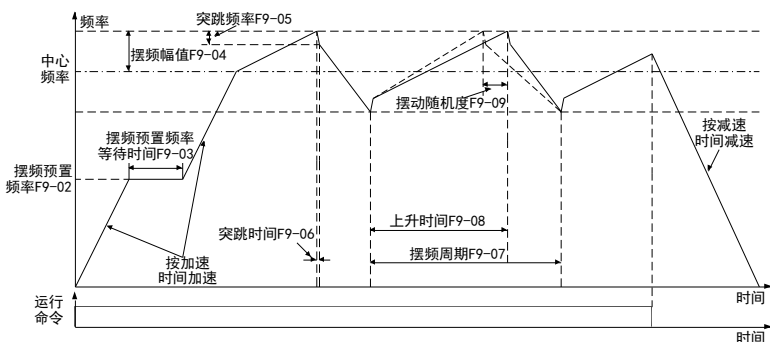 频率
突跳频率F9-05
摆频幅值F9-04
中心
频率
摆动随机度F9-09
摆频预置频率
等待时间F9-03
按减速
时间减速
摆频预置
频率F9-02
上升时间F9-08
突跳时间F9-06
摆频周期F9-07
按加速
时间加速
时间
运行
命令
时间